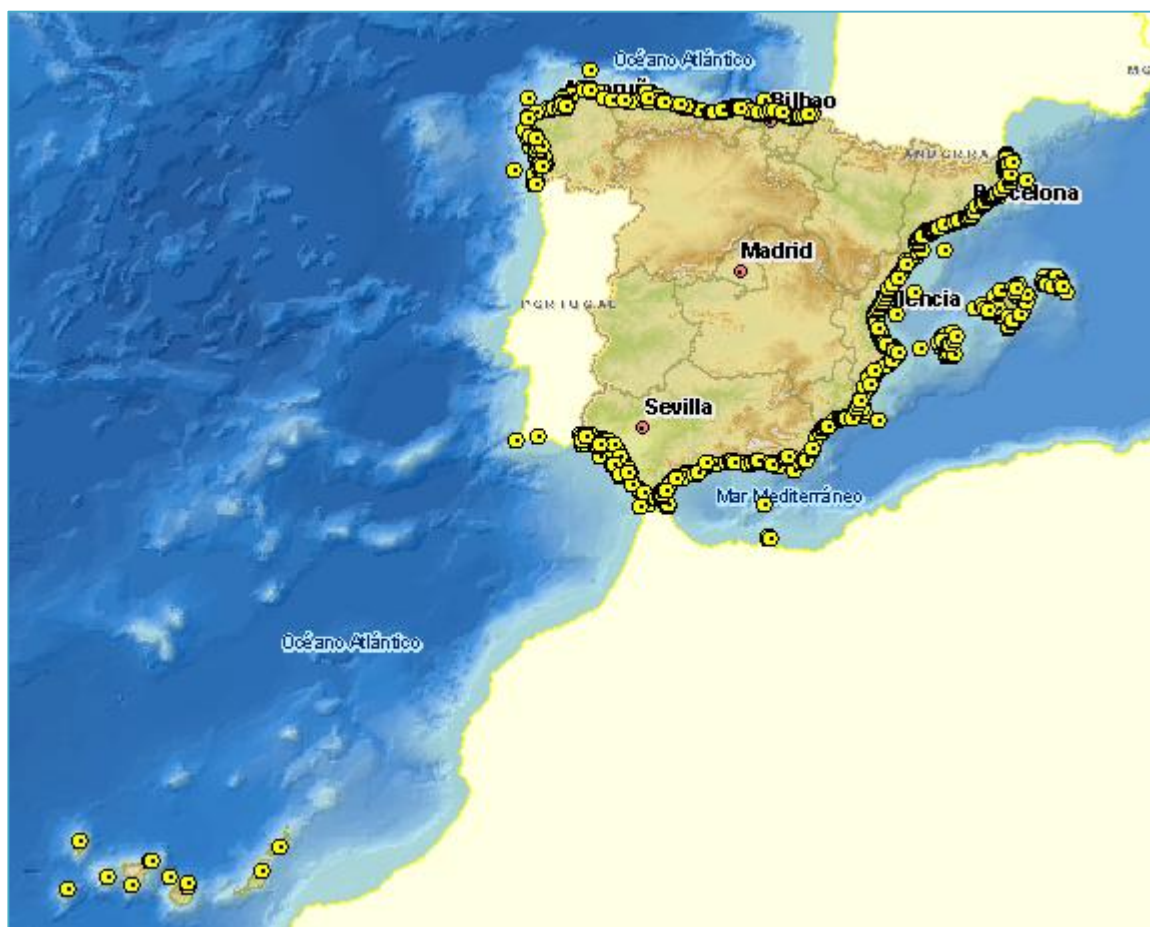 Océano Atlántico
Bilbao
ANDORRA
Barcelona
Madrid
PORTUGAL
Sevilla
Mar Mediterráneo
Océano Atlántico